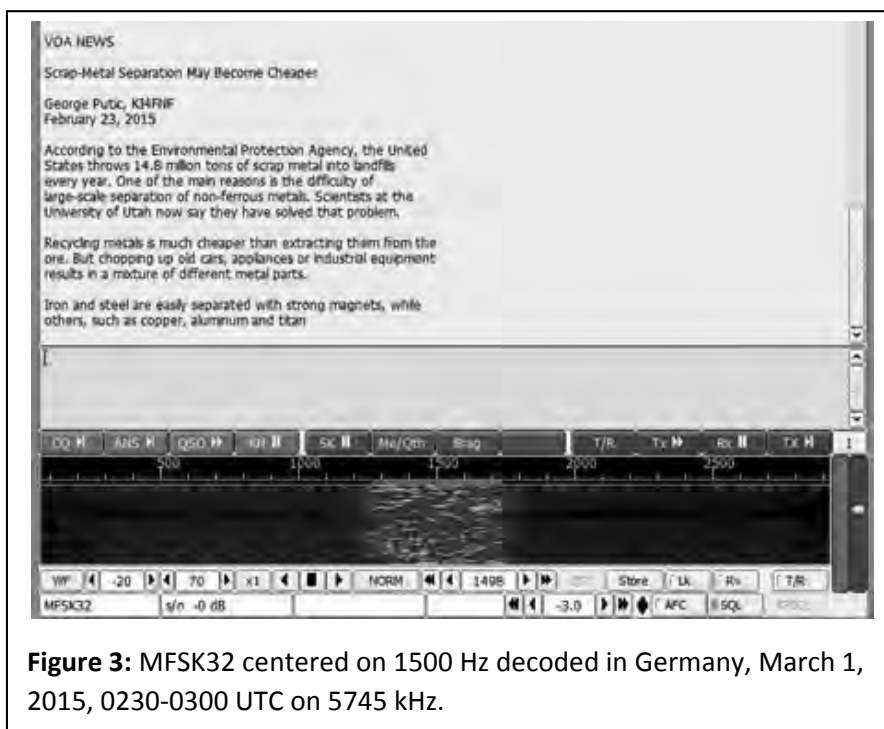 VOA NEWS
Scrap-Metal Separation May Become Cheaper
George Putic, KI4FNF
February 23, 2015
According to the Environmental Protection Agency, the United
States throws 14.8 million tons of scrap metal into landfills
every year. One of the main reasons is the difficulty of
large-scale separation of non-ferrous metals. Scientists at the
University of Utah now say they have solved that problem.
Recycling metals is much cheaper than extracting them from the
ore. But chopping up old cars, appliances or industrial equipment
results in a mixture of different metal parts.
Iron and steel are easily separated with strong magnets, while
others, such as copper, aluminum and titan
CQ ANS QSO KN SK Me/Qth Brag T/R Tx Rx TX 1
500 1000 1500 2000 2500
WF -20 70 x1 NORM 1498 Store Lk Rv T/R
MFSK32 s/n -0 dB -3.0 AFC SQL
Figure 3: MFSK32 centered on 1500 Hz decoded in Germany, March 1,
2015, 0230-0300 UTC on 5745 kHz.